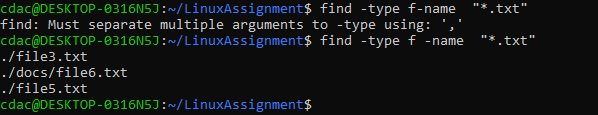 cdac@DESKTOP-0316N5J:~/LinuxAssignment$ find -type f-name  "*.txt"
find: Must separate multiple arguments to -type using: ','
cdac@DESKTOP-0316N5J:~/LinuxAssignment$ find -type f -name  "*.txt"
./file3.txt
./docs/file6.txt
./file5.txt
cdac@DESKTOP-0316N5J:~/LinuxAssignment$